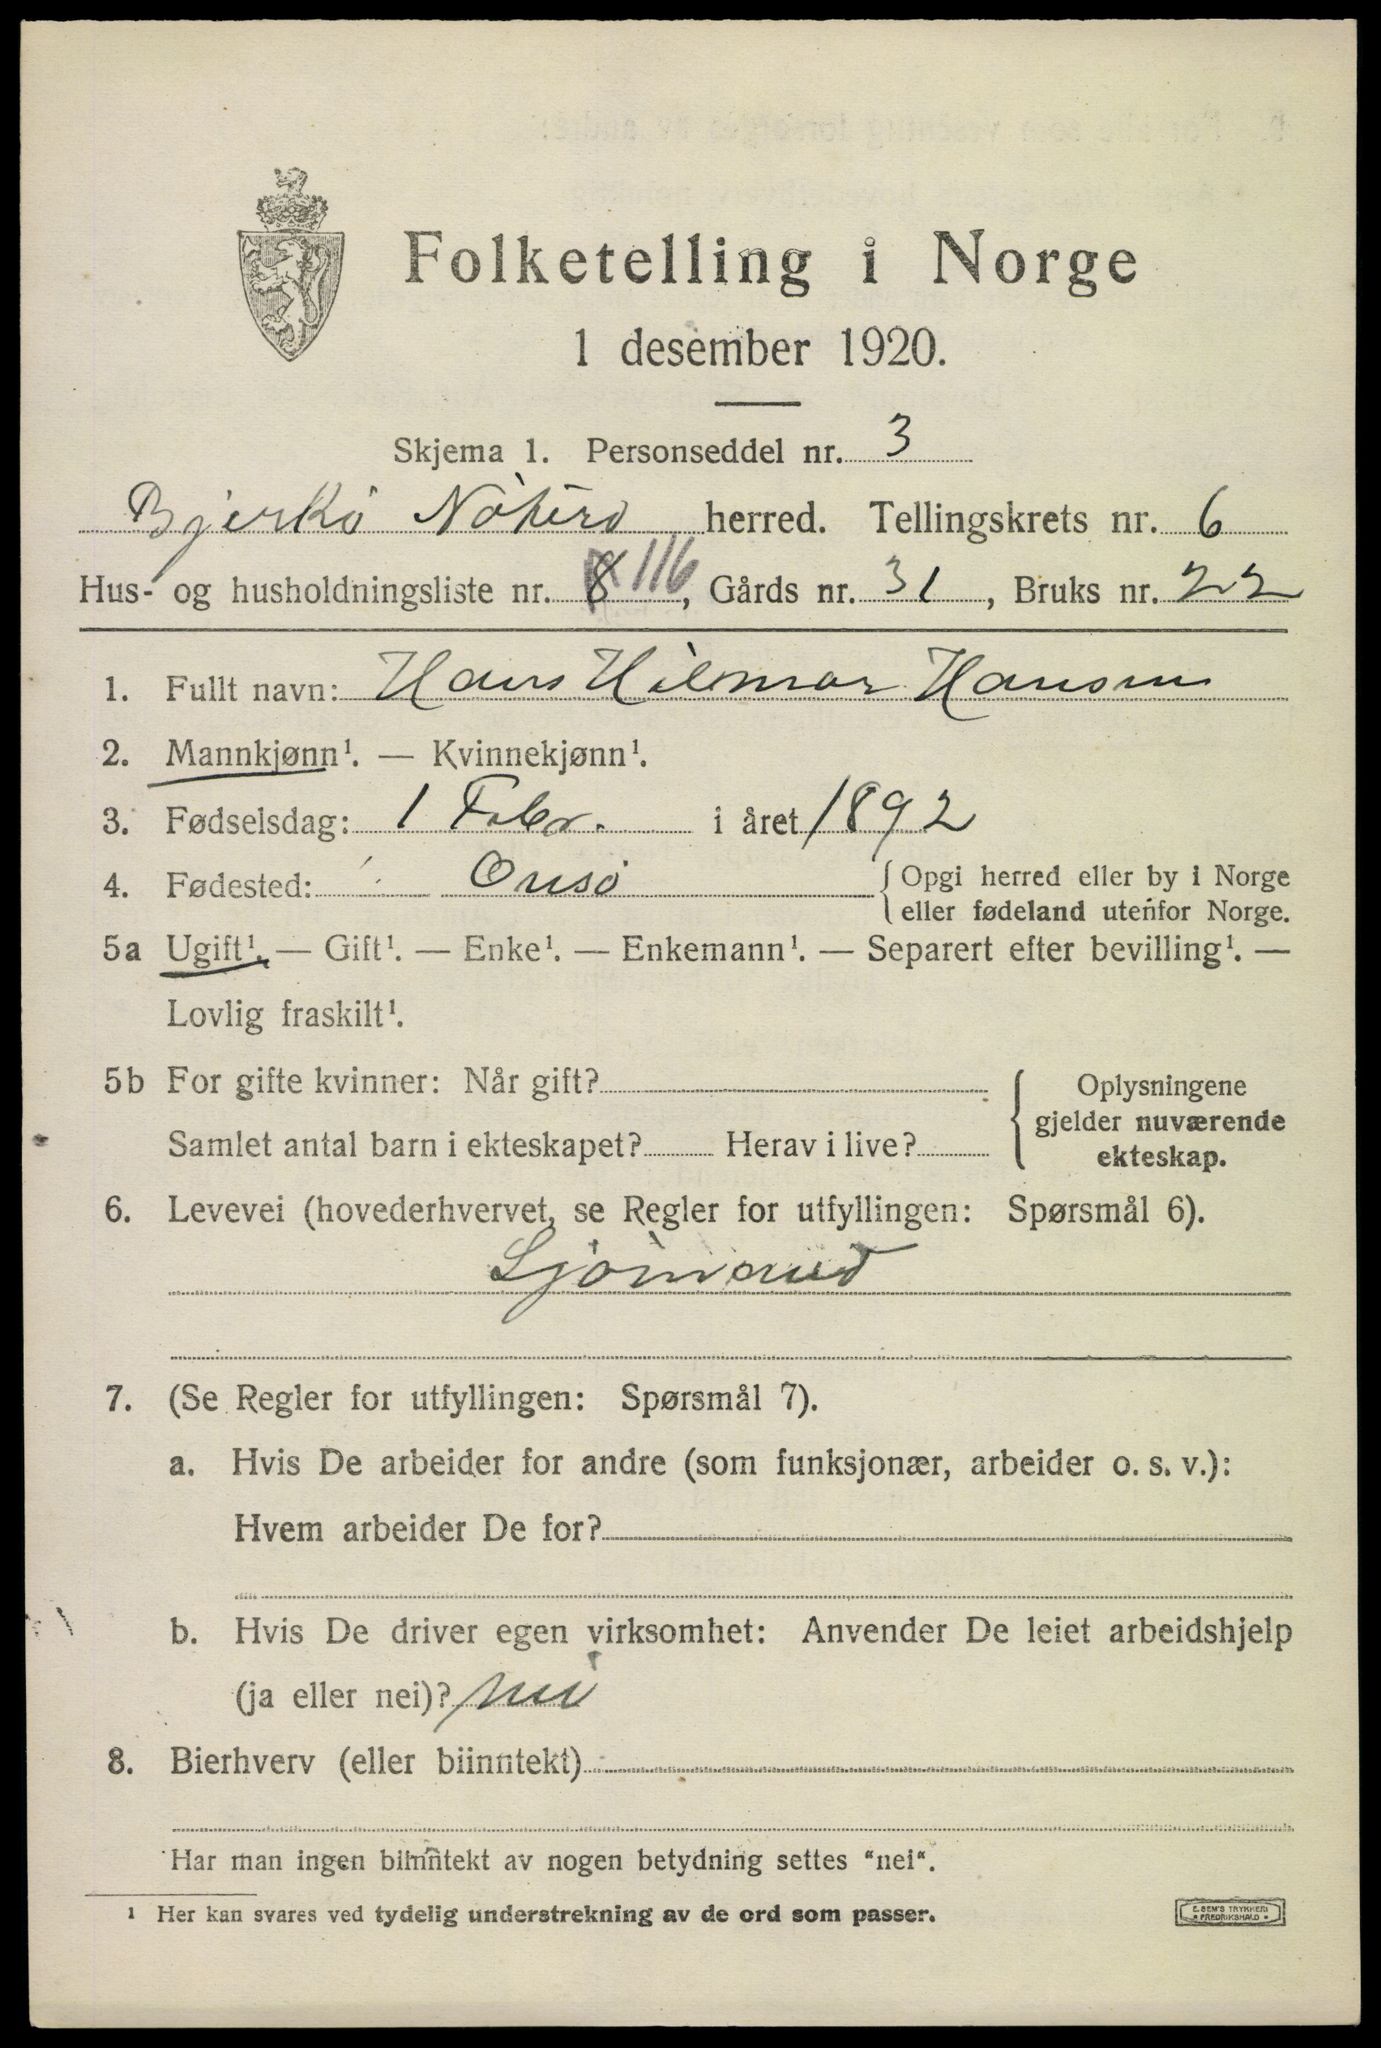 Folketelling i Norge
1 desember 1920.
Skjema 1. Personseddel nr. 3
Bjerkö Nöterö herred. Tellingskrets nr. 6
Hus- og husholdningsliste nr. 8 116, Gårds nr. 31, Bruks nr. 22
1. Fullt navn: Hans Hilmar Hansen
2. Mannkjønn¹. — Kvinnekjønn¹.
3. Fødselsdag: 1 Febr. i året 1892
4. Fødested: Onsö {Opgi herred eller by i Norge
eller fødeland utenfor Norge.
5a Ugift¹. — Gift¹. — Enke¹. — Enkemann¹. — Separert efter bevilling¹. —
Lovlig fraskilt¹.
5b For gifte kvinner: Når gift?
Samlet antal barn i ekteskapet? Herav i live?
Oplysningene
gjelder nuværende
ekteskap.
6. Levevei (hovederhvervet, se Regler for utfyllingen: Spørsmål 6).
Sjömand
7. (Se Regler for utfyllingen: Spørsmål 7).
a. Hvis De arbeider for andre (som funksjonær, arbeider o. s. v.):
Hvem arbeider De for?
b. Hvis De driver egen virksomhet: Anvender De leiet arbeidshjelp
(ja eller nei)? nei
8. Bierhverv (eller biinntekt)
Har man ingen biinntekt av nogen betydning settes "nei".
¹ Her kan svares ved tydelig understrekning av de ord som passer.
E. SEM'S TRYKKERI
FREDRIKSHALD